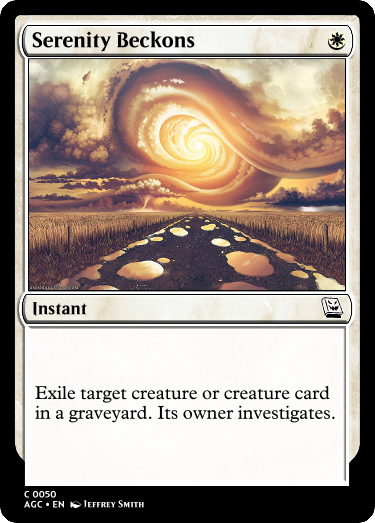 Serenity Beckons
Instant
Exile target creature or creature card
in a graveyard. Its owner investigates.
C 0050
AGC • EN Jeffrey Smith